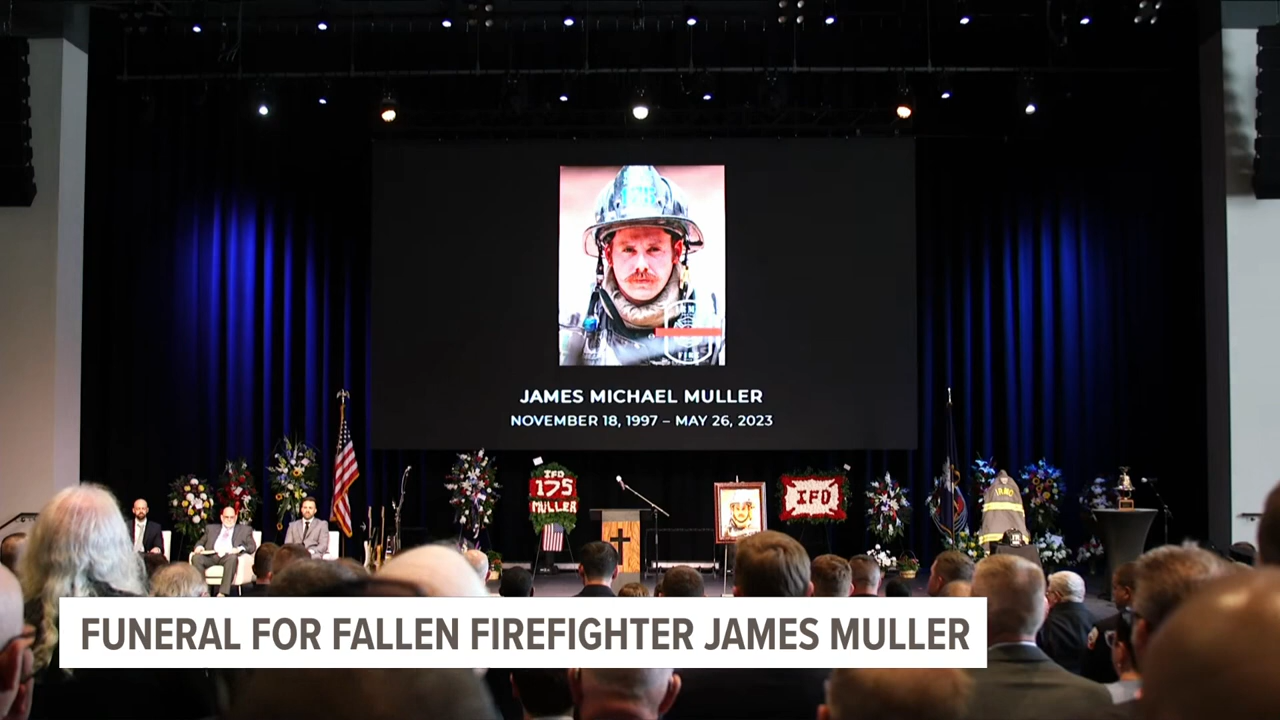 JAMES MICHAEL MULLER
NOVEMBER 18, 1997 – MAY 26, 2023
IFD
175
MULLER
IFD
IRMO
FUNERAL FOR FALLEN FIREFIGHTER JAMES MULLER